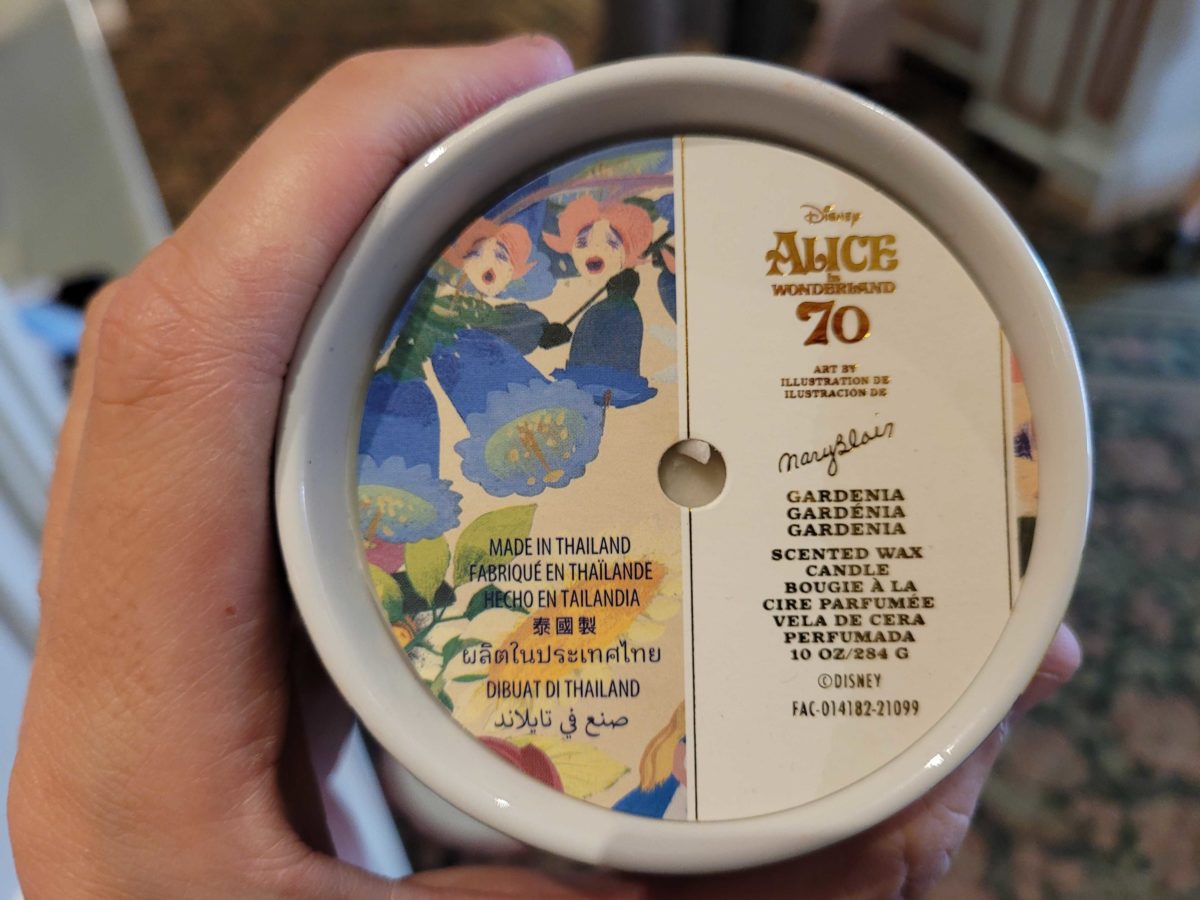 MADE IN THAILAND
FABRIQUÉ EN THAÏLANDE
HECHO EN TAILANDIA
泰國製
ผลิตในประเทศไทย
DIBUAT DI THAILAND
صنع في تايلاند
DISNEY
ALICE
in
WONDERLAND
70
ART BY
ILLUSTRATION DE
ILUSTRACIÓN DE
Mary Blair
GARDENIA
GARDÉNIA
GARDENIA
SCENTED WAX
CANDLE
BOUGIE À LA
CIRE PARFUMÉE
VELA DE CERA
PERFUMADA
10 OZ/284 G
©DISNEY
FAC-014182-21099